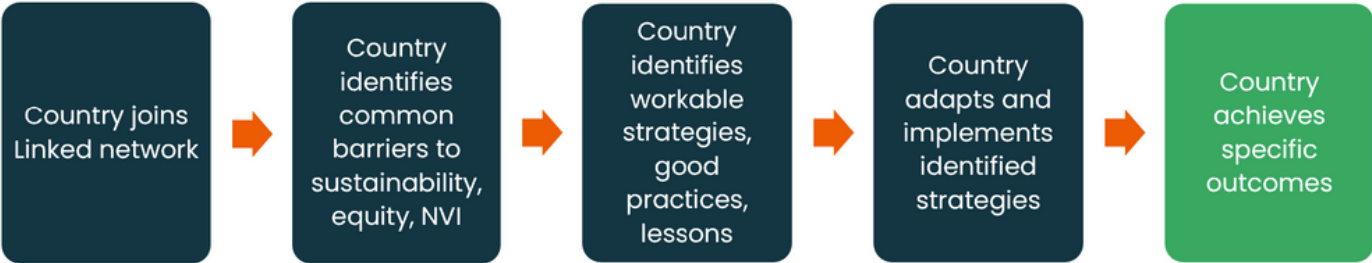 Country joins
Linked network
Country
identifies
common
barriers to
sustainability,
equity, NVI
Country
identifies
workable
strategies,
good
practices,
lessons
Country
adapts and
implements
identified
strategies
Country
achieves
specific
outcomes